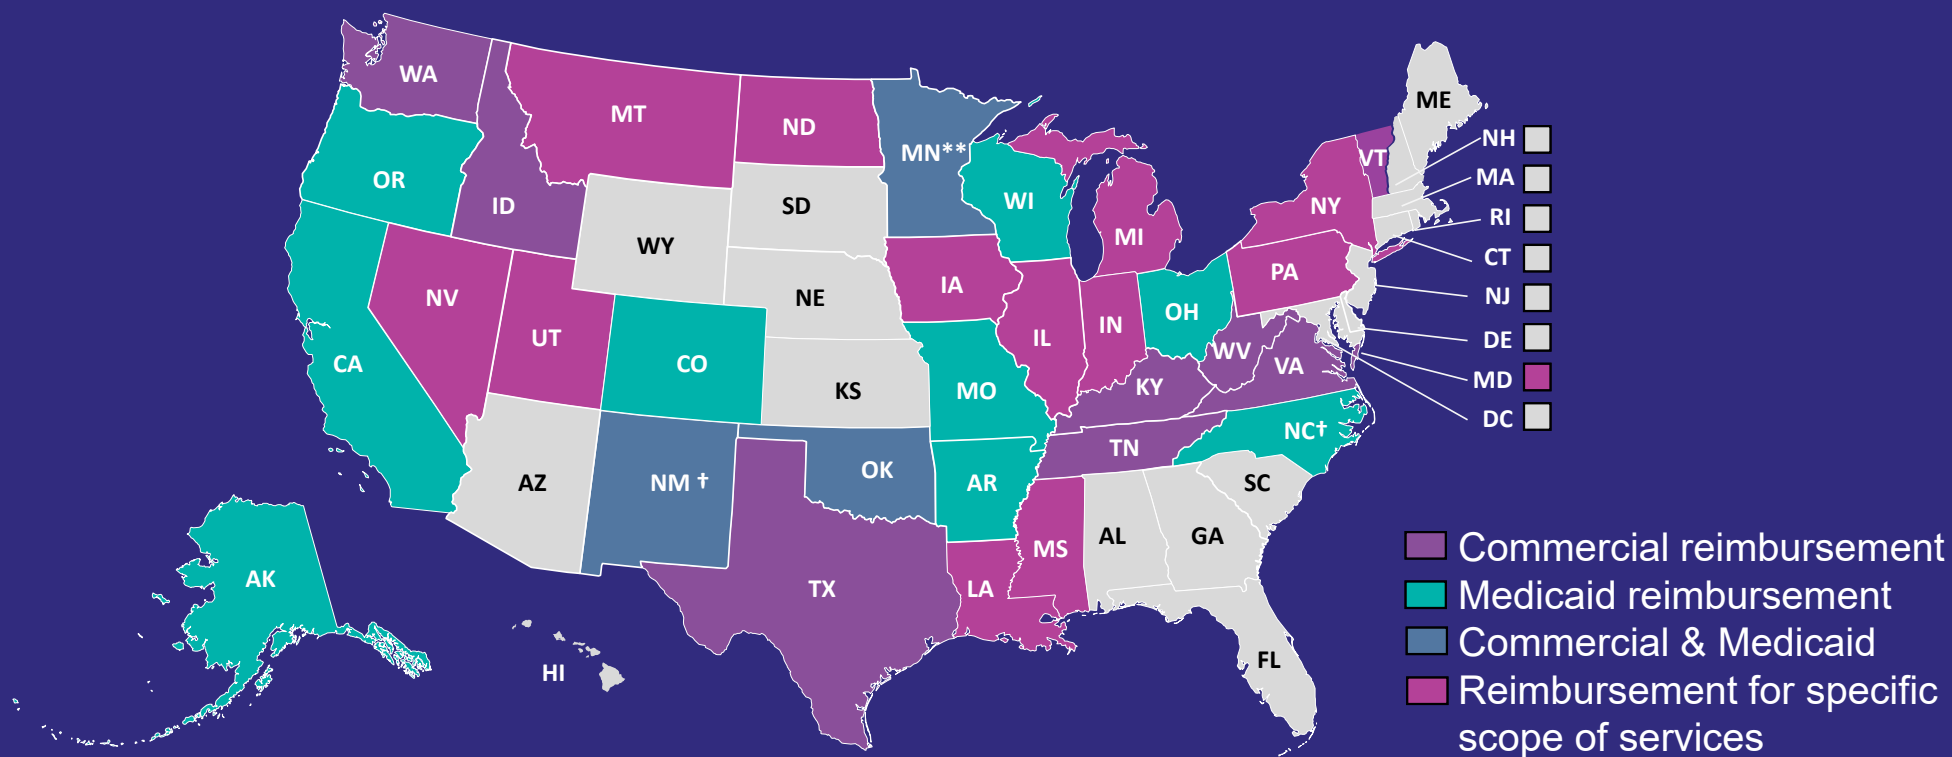 WA
MT
ND
MN**
ME
NH
VT
MA
OR
ID
SD
WI
NY
RI
WY
MI
CT
PA
NV
NE
IA
NJ
UT
IL
IN
OH
DE
CA
CO
KS
MO
KY
WV
VA
MD
DC
NC†
TN
AZ
NM †
OK
AR
SC
MS
AL
GA
AK
TX
LA
HI
FL
Commercial reimbursement
Medicaid reimbursement
Commercial & Medicaid
Reimbursement for specific
scope of services